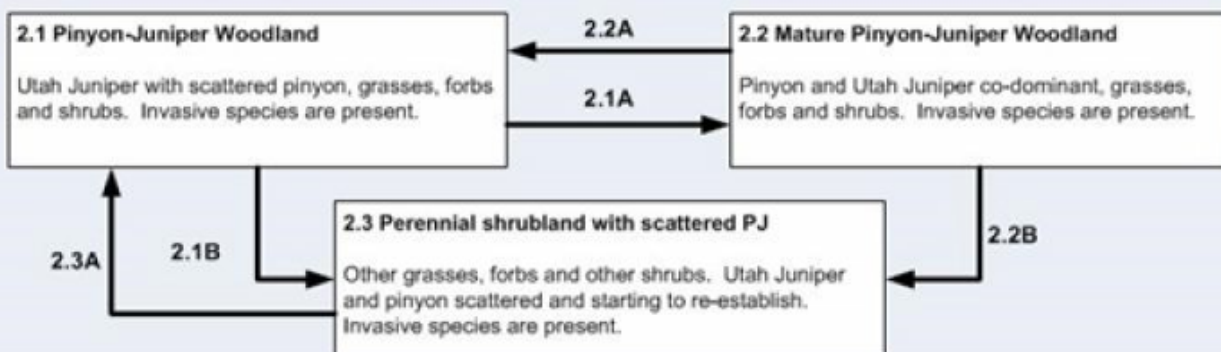 2.1 Pinyon-Juniper Woodland
Utah Juniper with scattered pinyon, grasses, forbs
and shrubs. Invasive species are present.
2.2A
2.1A
2.2 Mature Pinyon-Juniper Woodland
Pinyon and Utah Juniper co-dominant, grasses,
forbs and shrubs. Invasive species are present.
2.3A
2.1B
2.3 Perennial shrubland with scattered PJ
Other grasses, forbs and other shrubs. Utah Juniper
and pinyon scattered and starting to re-establish.
Invasive species are present.
2.2B